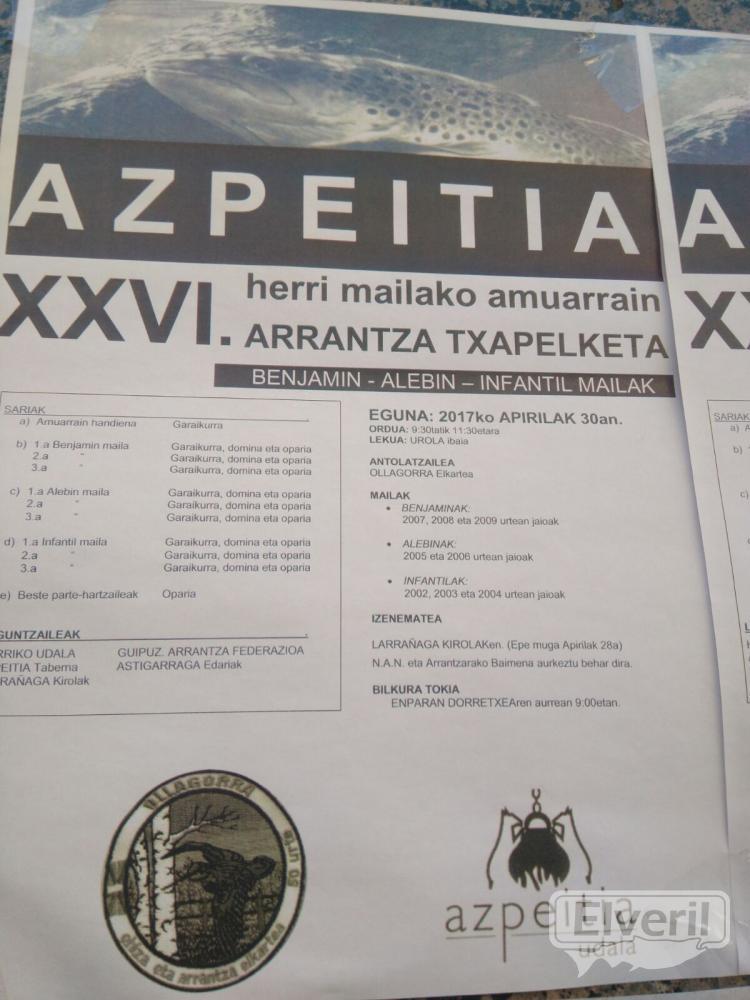 AZPEITIA
XXVI. herri mailako amuarrain
ARRANTZA TXAPELKETA
BENJAMIN - ALEBIN – INFANTIL MAILAK
SARIAK
a) Amuarrain handiena Garaikurra
b) 1.a Benjamin maila Garaikurra, domina eta oparia
2.a " Garaikurra, domina eta oparia
3.a " Garaikurra, domina eta oparia
c) 1.a Alebin maila Garaikurra, domina eta oparia
2.a " Garaikurra, domina eta oparia
3.a " Garaikurra, domina eta oparia
d) 1.a Infantil maila Garaikurra, domina eta oparia
2.a " Garaikurra, domina eta oparia
3.a " Garaikurra, domina eta oparia
e) Beste parte-hartzaileak Oparia
GUNTZAILEAK
RRIKO UDALA GUIPUZ. ARRANTZA FEDERAZIOA
PEITIA Taberna ASTIGARRAGA Edariak
RRAÑAGA Kirolak
EGUNA: 2017ko APIRILAK 30an.
ORDUA: 9:30tatik 11:30etara
LEKUA: UROLA ibaia
ANTOLATZAILEA
OLLAGORRA Elkartea
MAILAK
• BENJAMINAK:
2007, 2008 eta 2009 urtean jaioak
• ALEBINAK:
2005 eta 2006 urtean jaioak
• INFANTILAK:
2002, 2003 eta 2004 urtean jaioak
IZENEMATEA
LARRAÑAGA KIROLAKen. (Epe muga Apirilak 28a)
N.A.N. eta Arrantzarako Baimena aurkeztu behar dira.
BILKURA TOKIA
ENPARAN DORRETXEAren aurrean 9:00etan.
OLLAGORRA
50 urte
ehiza eta arrantza elkartea
azpeitia
udala
Elveril
A
XX
SARIAK
a) A
b)
c)